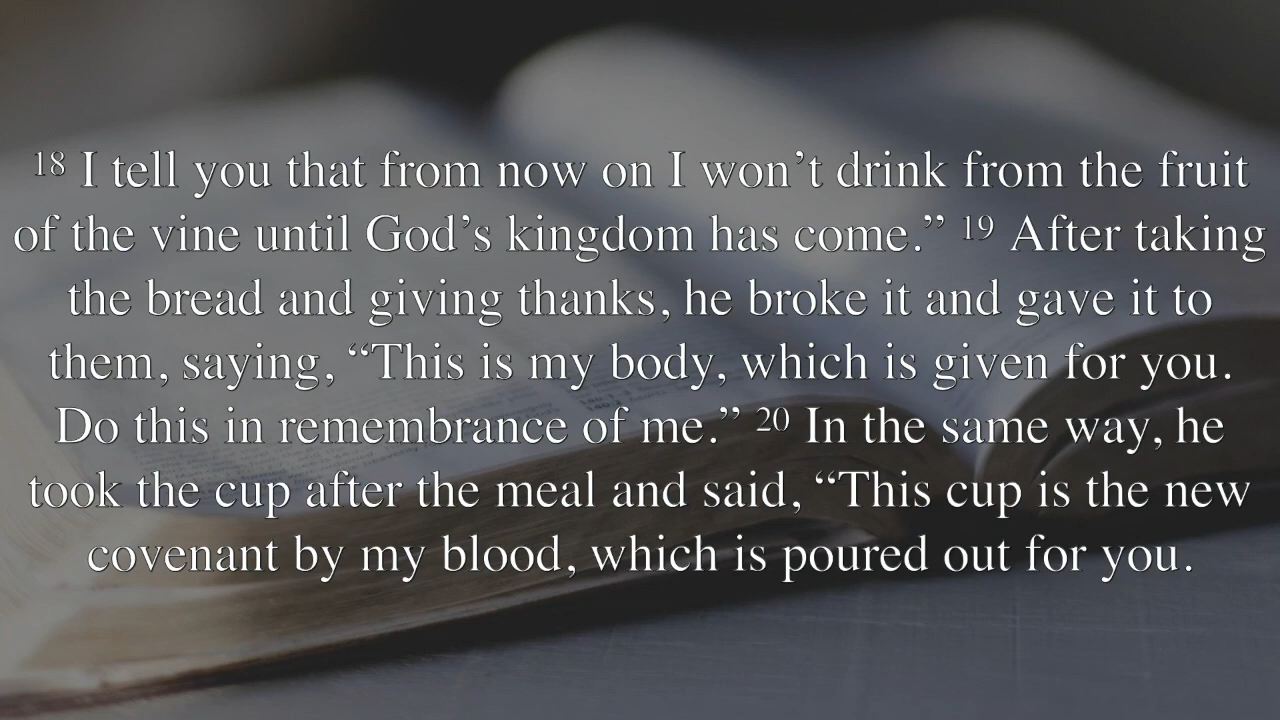 18 I tell you that from now on I won’t drink from the fruit
of the vine until God’s kingdom has come.” 19 After taking
the bread and giving thanks, he broke it and gave it to
them, saying, “This is my body, which is given for you.
Do this in remembrance of me.” 20 In the same way, he
took the cup after the meal and said, “This cup is the new
covenant by my blood, which is poured out for you.